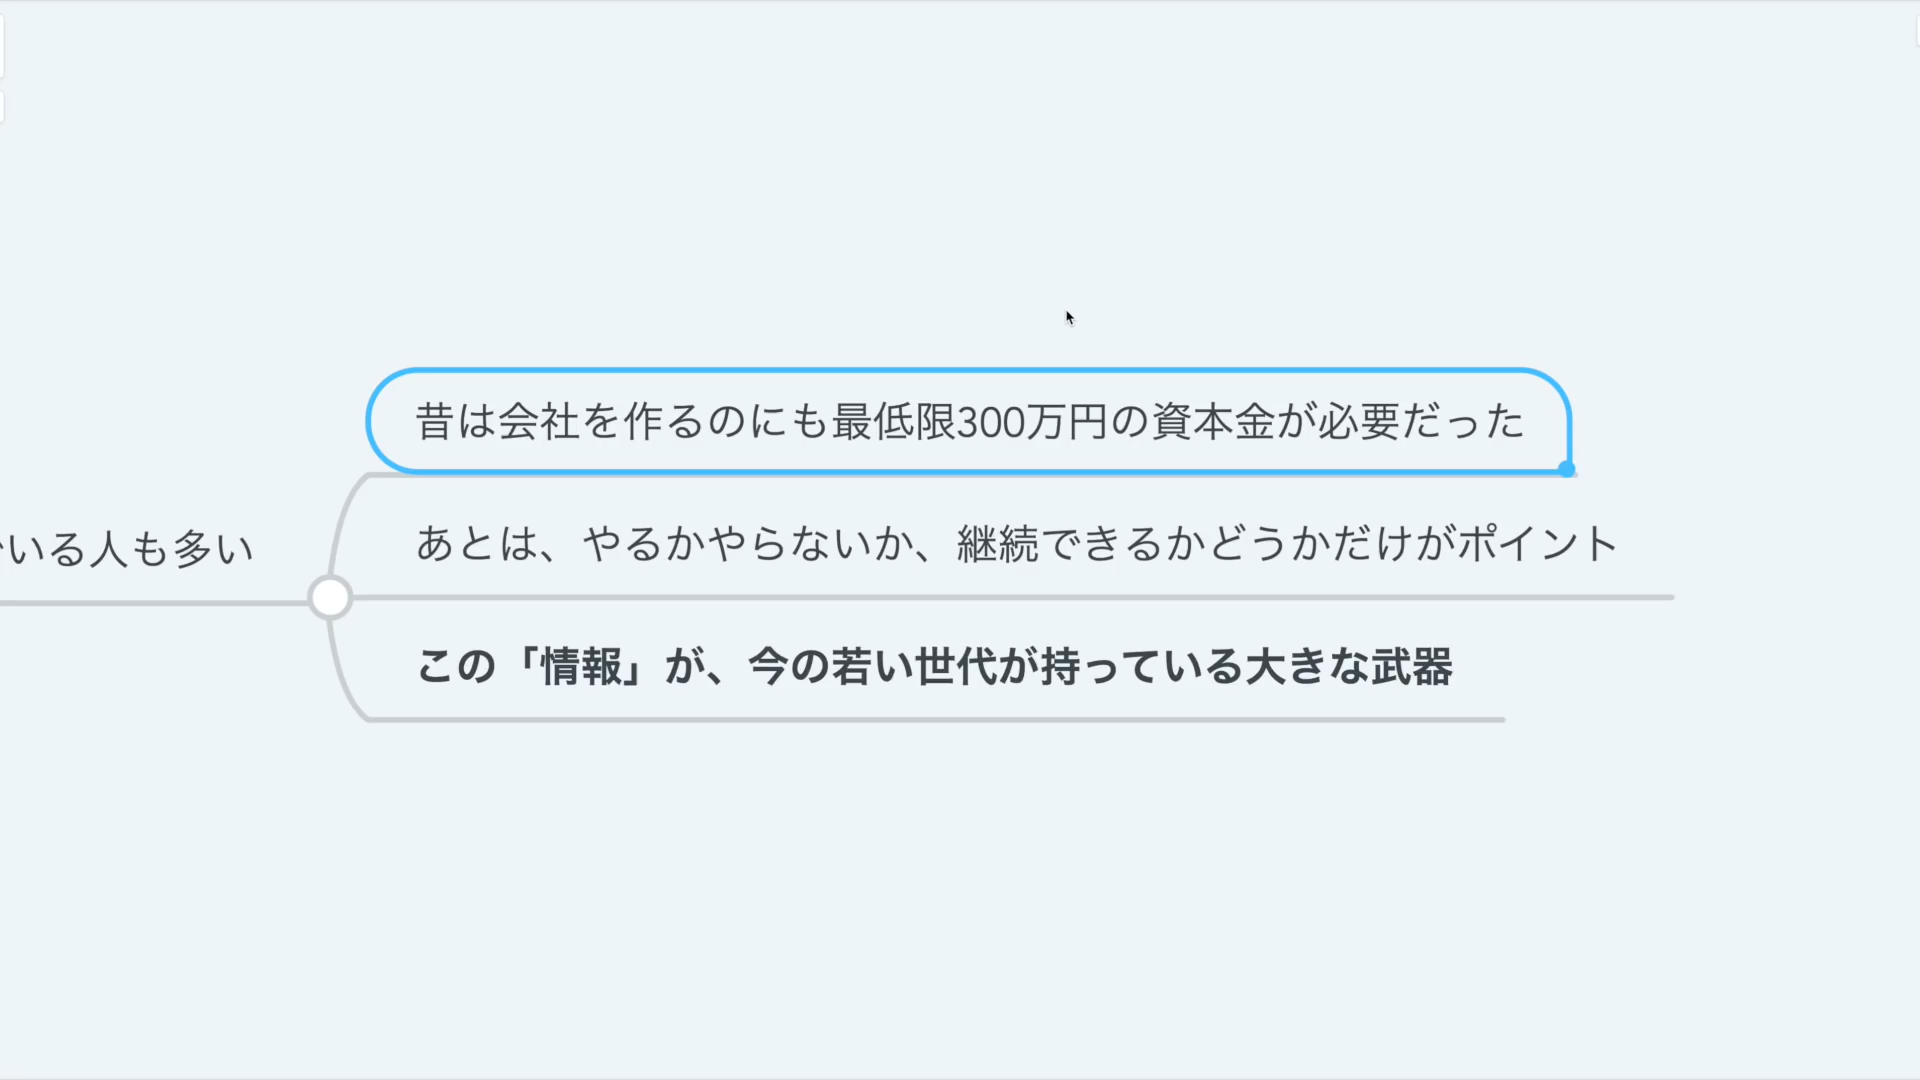 昔は会社を作るのにも最低限300万円の資本金が必要だった
いる人も多い
あとは、やるかやらないか、継続できるかどうかだけがポイント
この「情報」が、今の若い世代が持っている大きな武器